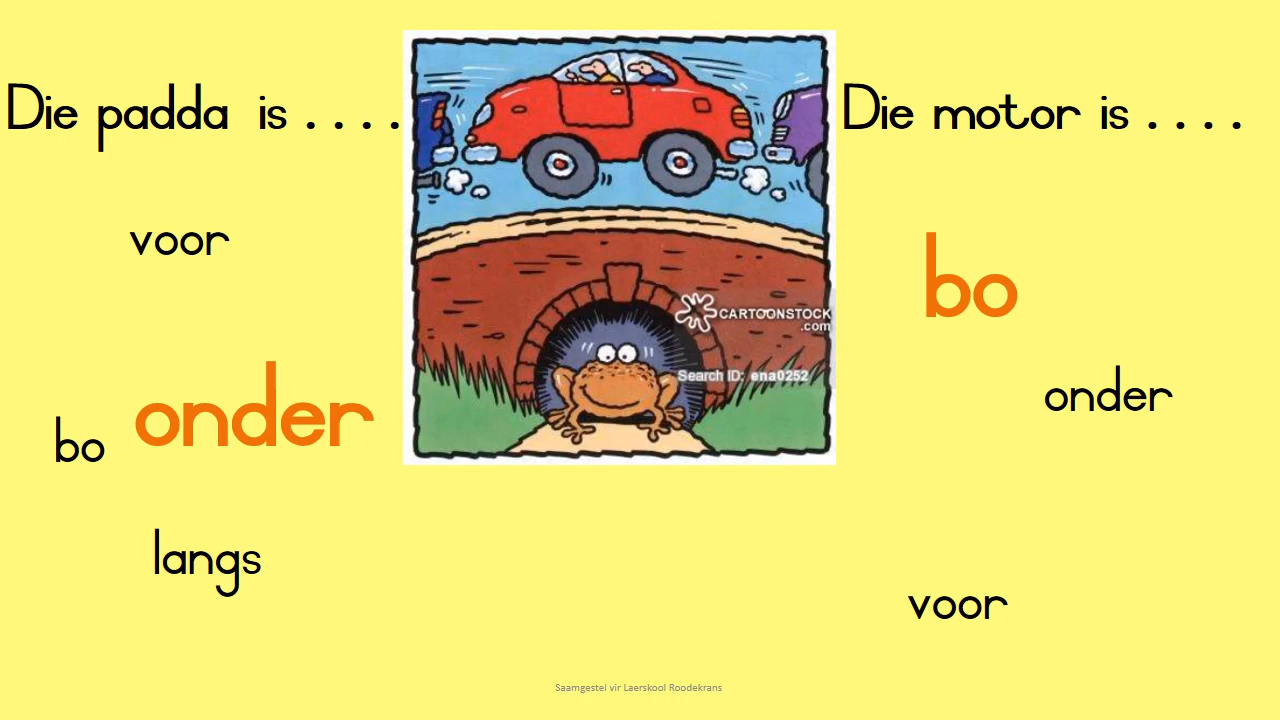 Die padda is . . . .
voor
onder
bo
langs
CARTOONSTOCK
.com
Search ID: ena0252
Die motor is . . . .
bo
onder
voor
Saamgestel vir Laerskool Roodekrans